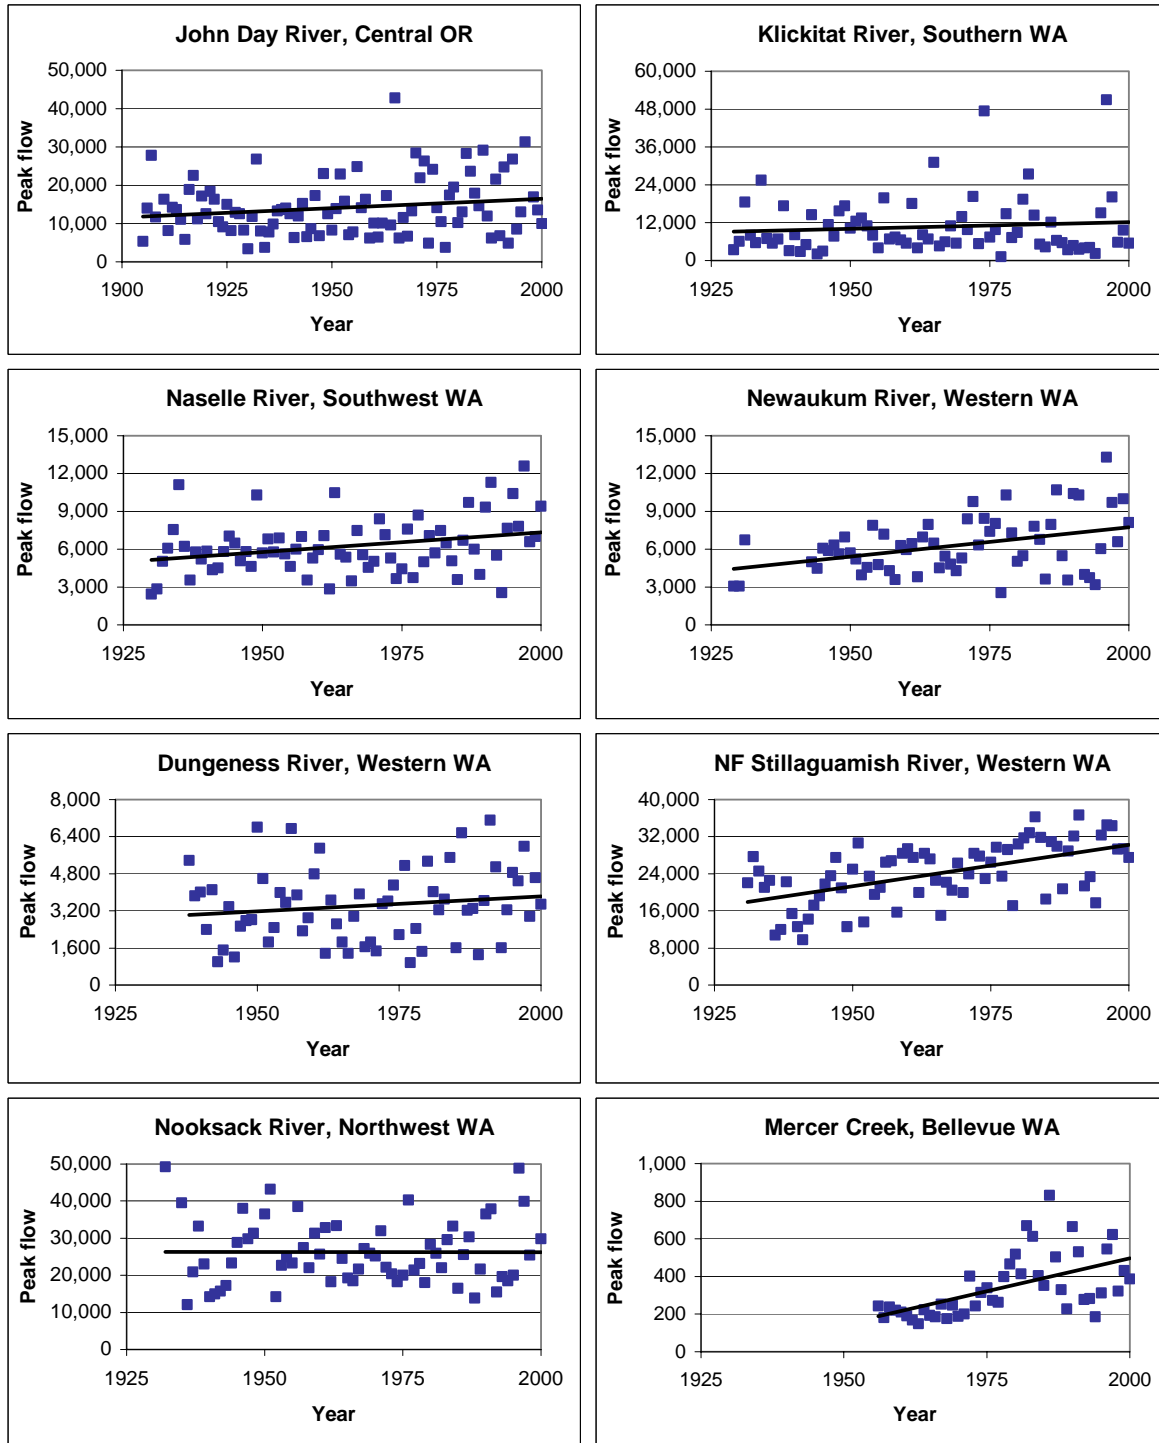 John Day River, Central OR
50,000
40,000
30,000
20,000
10,000
0
Peak flow
1900 1925 1950 1975 2000
Year
Klickitat River, Southern WA
60,000
48,000
36,000
24,000
12,000
0
Peak flow
1925 1950 1975 2000
Year
Naselle River, Southwest WA
15,000
12,000
9,000
6,000
3,000
0
Peak flow
1925 1950 1975 2000
Year
Newaukum River, Western WA
15,000
12,000
9,000
6,000
3,000
0
Peak flow
1925 1950 1975 2000
Year
Dungeness River, Western WA
8,000
6,400
4,800
3,200
1,600
0
Peak flow
1925 1950 1975 2000
Year
NF Stillaguamish River, Western WA
40,000
32,000
24,000
16,000
8,000
0
Peak flow
1925 1950 1975 2000
Year
Nooksack River, Northwest WA
50,000
40,000
30,000
20,000
10,000
0
Peak flow
1925 1950 1975 2000
Year
Mercer Creek, Bellevue WA
1,000
800
600
400
200
0
Peak flow
1925 1950 1975 2000
Year